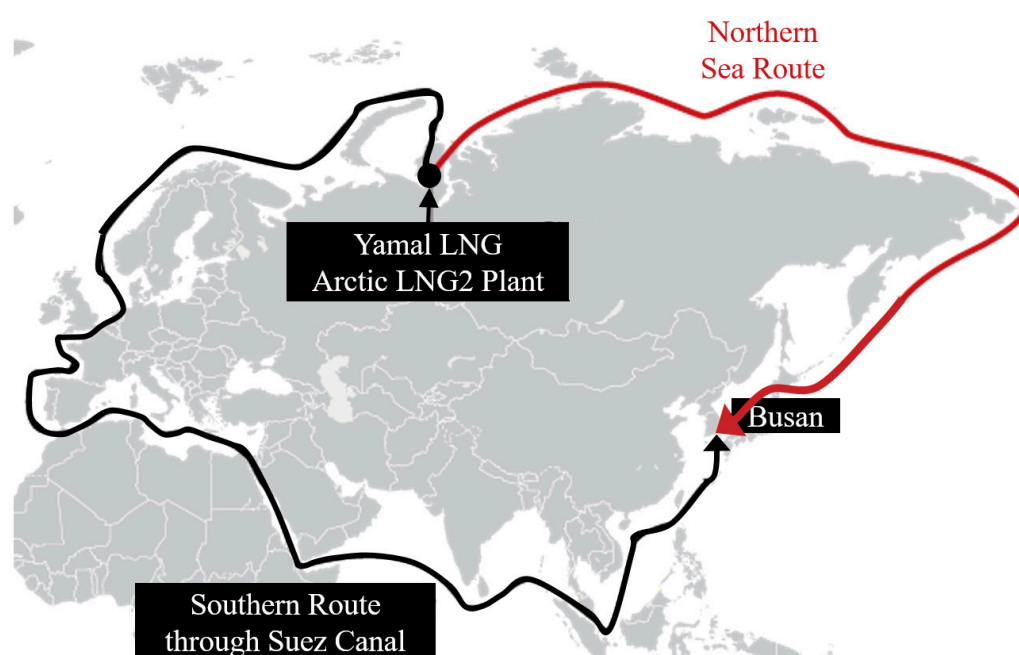 Northern
Sea Route
Yamal LNG
Arctic LNG2 Plant
Busan
Southern Route
through Suez Canal